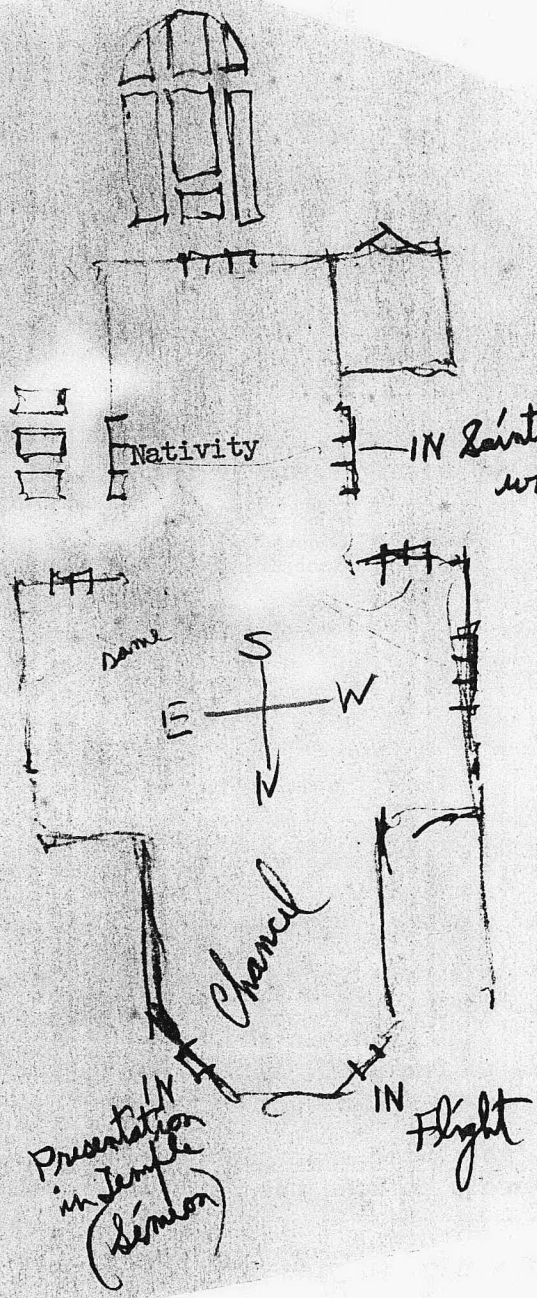 Nativity
IN Saint
same
S
E W
Chancel
IN
Presentation
in Temple
(Simeon)
IN
Flight